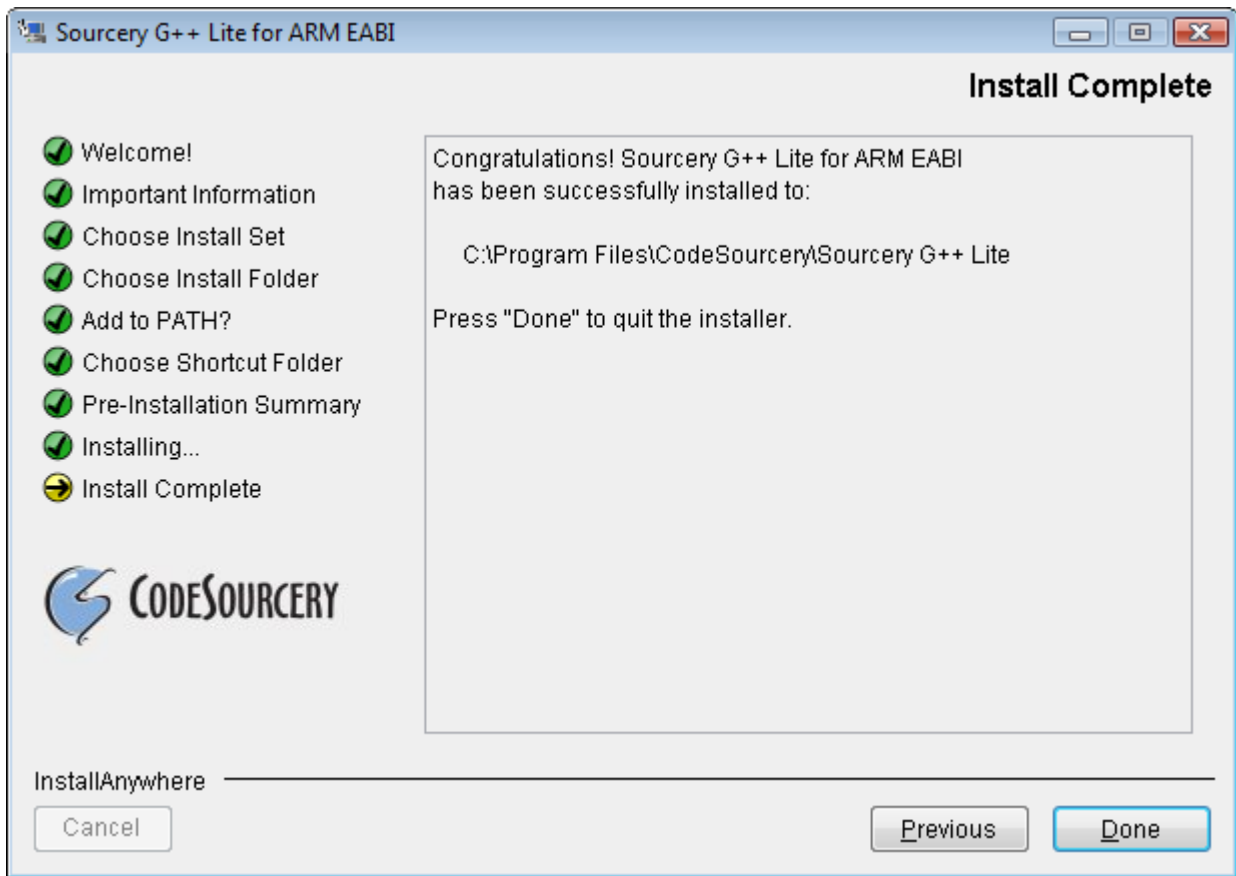 Sourcery G++ Lite for ARM EABI
Install Complete
Welcome!
Important Information
Choose Install Set
Choose Install Folder
Add to PATH?
Choose Shortcut Folder
Pre-Installation Summary
Installing...
Install Complete
CODESOURCERY
Congratulations! Sourcery G++ Lite for ARM EABI
has been successfully installed to:
C:\Program Files\CodeSourcery\Sourcery G++ Lite
Press "Done" to quit the installer.
InstallAnywhere
Cancel
Previous
Done